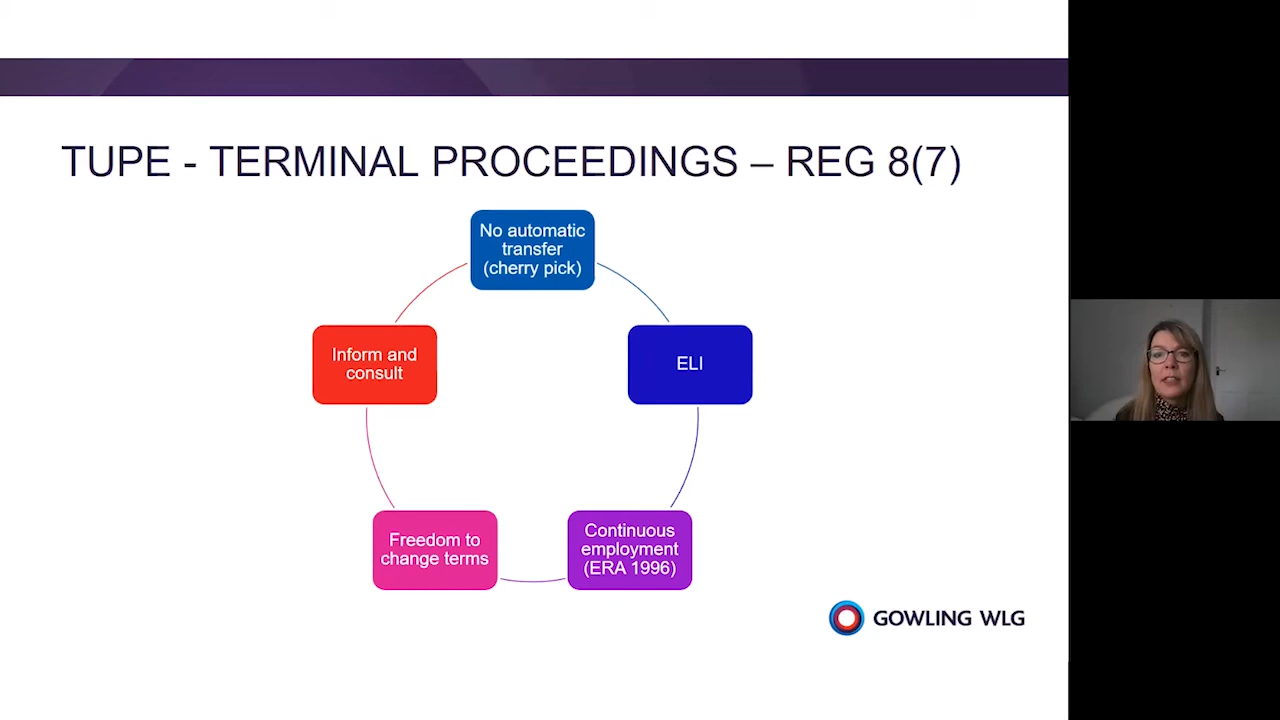 TUPE - TERMINAL PROCEEDINGS – REG 8(7)
No automatic
transfer
(cherry pick)
ELI
Continuous
employment
(ERA 1996)
Freedom to
change terms
Inform and
consult
GOWLING WLG